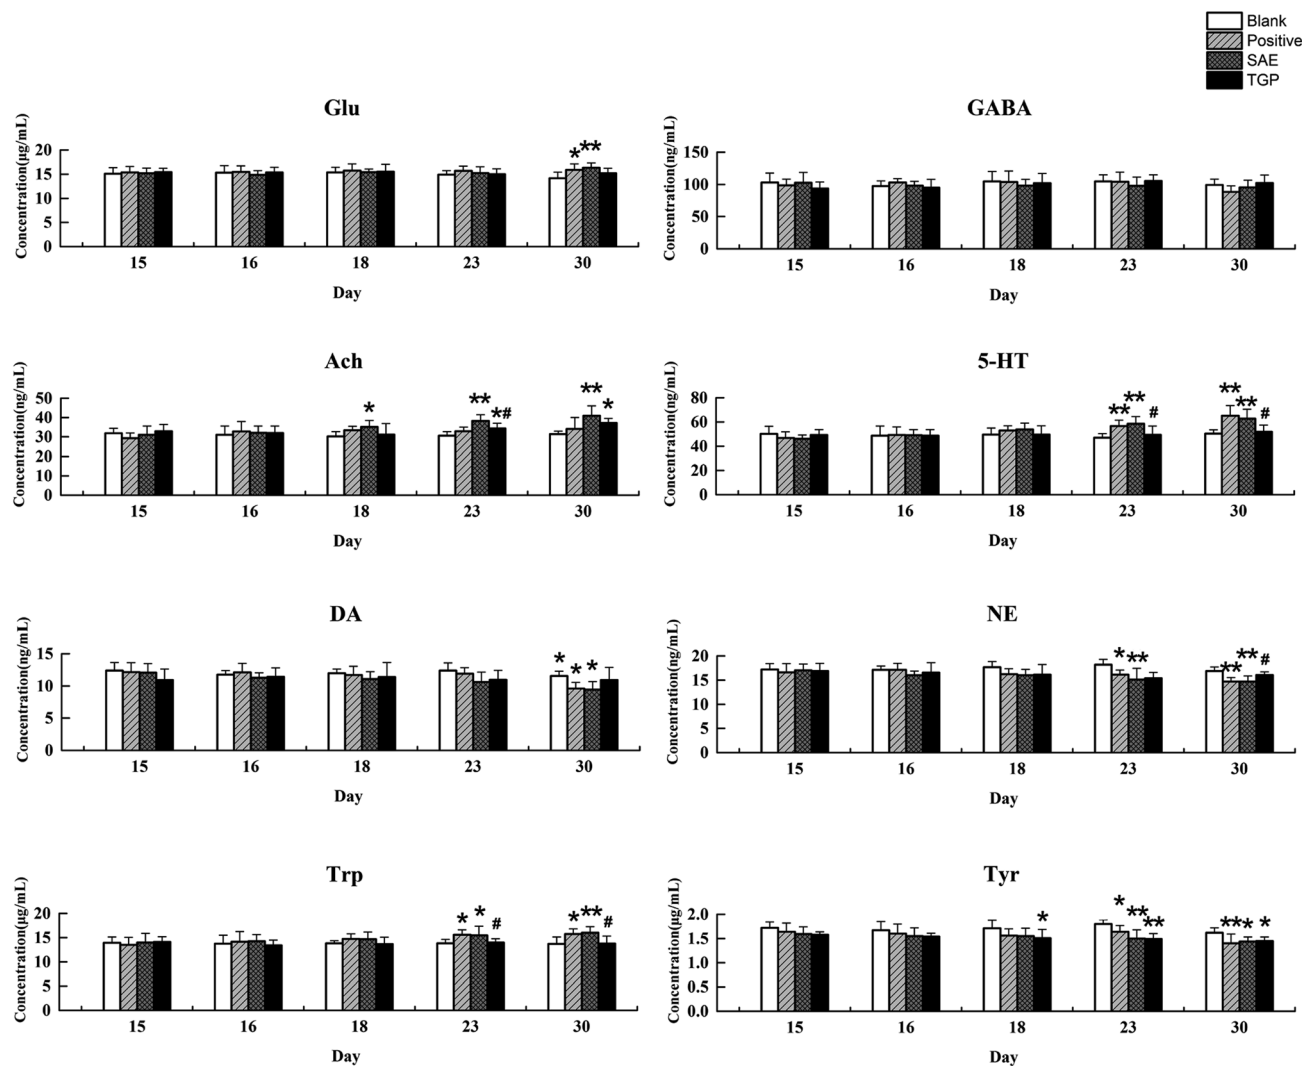 Blank
Positive
SAE
TGP
Glu
Concentration(μg/mL)
20
15
10
5
0
** 
*
15 16 18 23 30
Day
GABA
Concentration(ng/mL)
150
100
50
0
15 16 18 23 30
Day
Ach
Concentration(ng/mL)
50
40
30
20
10
0
* ** *# ** *
15 16 18 23 30
Day
5-HT
Concentration(ng/mL)
80
60
40
20
0
** ** # ** ** #
15 16 18 23 30
Day
DA
Concentration(ng/mL)
15
10
5
0
* * *
15 16 18 23 30
Day
NE
Concentration(ng/mL)
20
15
10
5
0
* ** ** ** #
15 16 18 23 30
Day
Trp
Concentration(μg/mL)
20
15
10
5
0
* * # * ** #
15 16 18 23 30
Day
Tyr
Concentration(μg/mL)
2.0
1.5
1.0
0.5
0.0
* * ** ** ** * *
15 16 18 23 30
Day